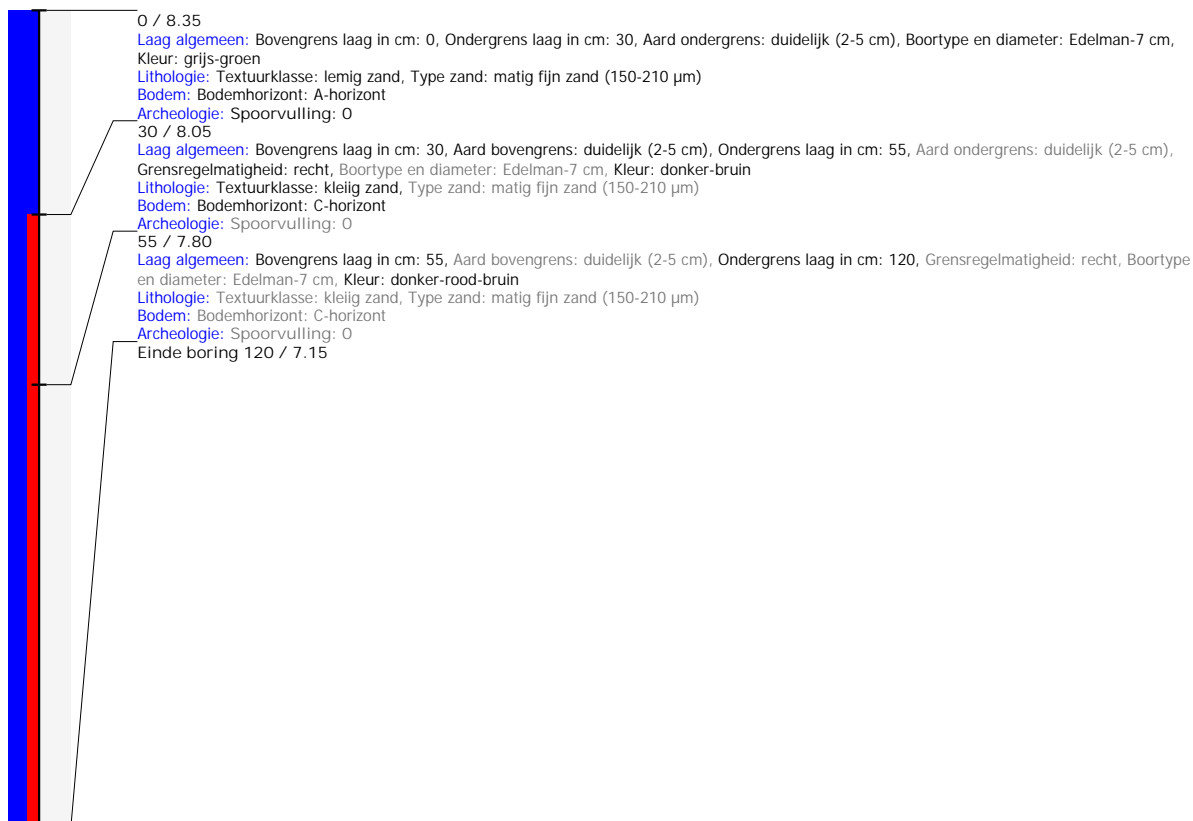 0 / 8.35
Laag algemeen: Bovengrens laag in cm: 0, Ondergrens laag in cm: 30, Aard ondergrens: duidelijk (2-5 cm), Boortype en diameter: Edelman-7 cm,
Kleur: grijs-groen
Lithologie: Textuurklasse: lemig zand, Type zand: matig fijn zand (150-210 µm)
Bodem: Bodemhorizont: A-horizont
Archeologie: Spoorvulling: 0
30 / 8.05
Laag algemeen: Bovengrens laag in cm: 30, Aard bovengrens: duidelijk (2-5 cm), Ondergrens laag in cm: 55, Aard ondergrens: duidelijk (2-5 cm),
Grensregelmatigheid: recht, Boortype en diameter: Edelman-7 cm, Kleur: donker-bruin
Lithologie: Textuurklasse: kleiig zand, Type zand: matig fijn zand (150-210 µm)
Bodem: Bodemhorizont: C-horizont
Archeologie: Spoorvulling: 0
55 / 7.80
Laag algemeen: Bovengrens laag in cm: 55, Aard bovengrens: duidelijk (2-5 cm), Ondergrens laag in cm: 120, Grensregelmatigheid: recht, Boortype
en diameter: Edelman-7 cm, Kleur: donker-rood-bruin
Lithologie: Textuurklasse: kleiig zand, Type zand: matig fijn zand (150-210 µm)
Bodem: Bodemhorizont: C-horizont
Archeologie: Spoorvulling: 0
Einde boring 120 / 7.15